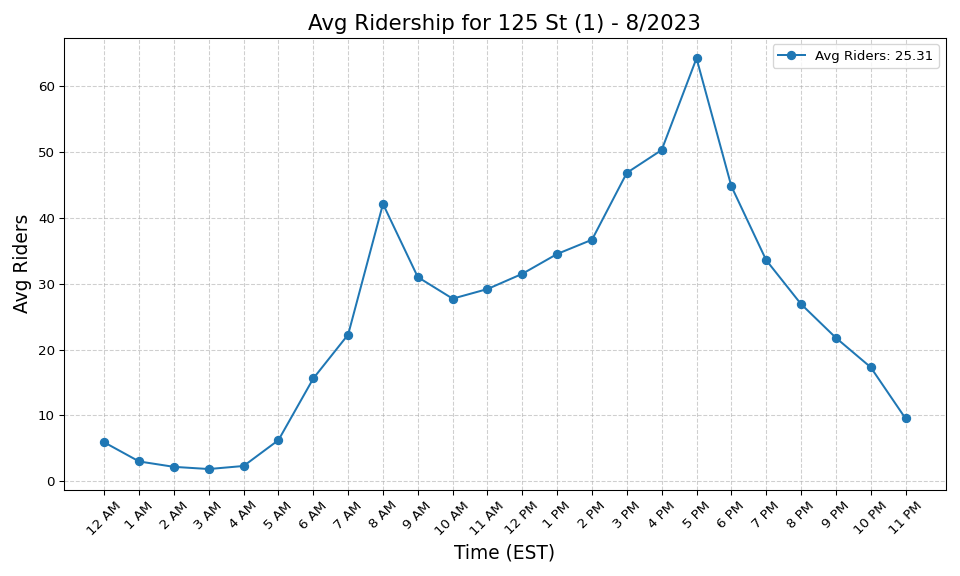 Avg Ridership for 125 St (1) - 8/2023
Avg Riders: 25.31
Avg Riders
60
50
40
30
20
10
0
12 AM
1 AM
2 AM
3 AM
4 AM
5 AM
6 AM
7 AM
8 AM
9 AM
10 AM
11 AM
12 PM
1 PM
2 PM
3 PM
4 PM
5 PM
6 PM
7 PM
8 PM
9 PM
10 PM
11 PM
Time (EST)